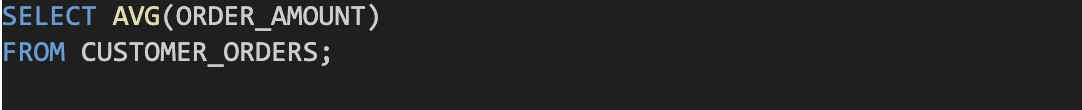 SELECT AVG(ORDER_AMOUNT)
FROM CUSTOMER_ORDERS;